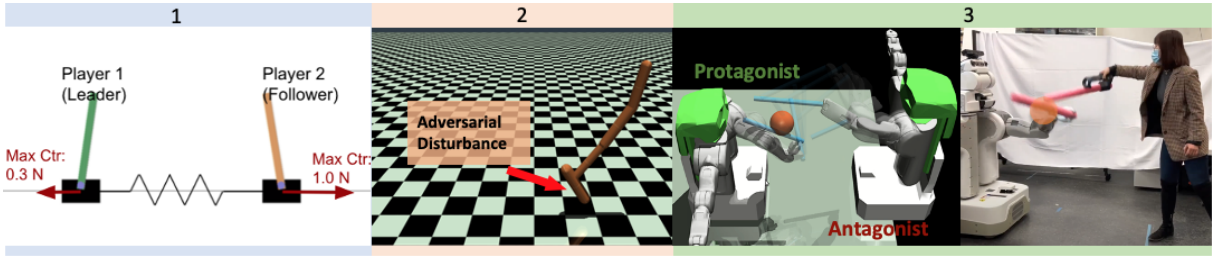 1
2
3
Player 1
(Leader)
Player 2
(Follower)
Max Ctr:
0.3 N
Max Ctr:
1.0 N
Adversarial
Disturbance
Protagonist
Antagonist